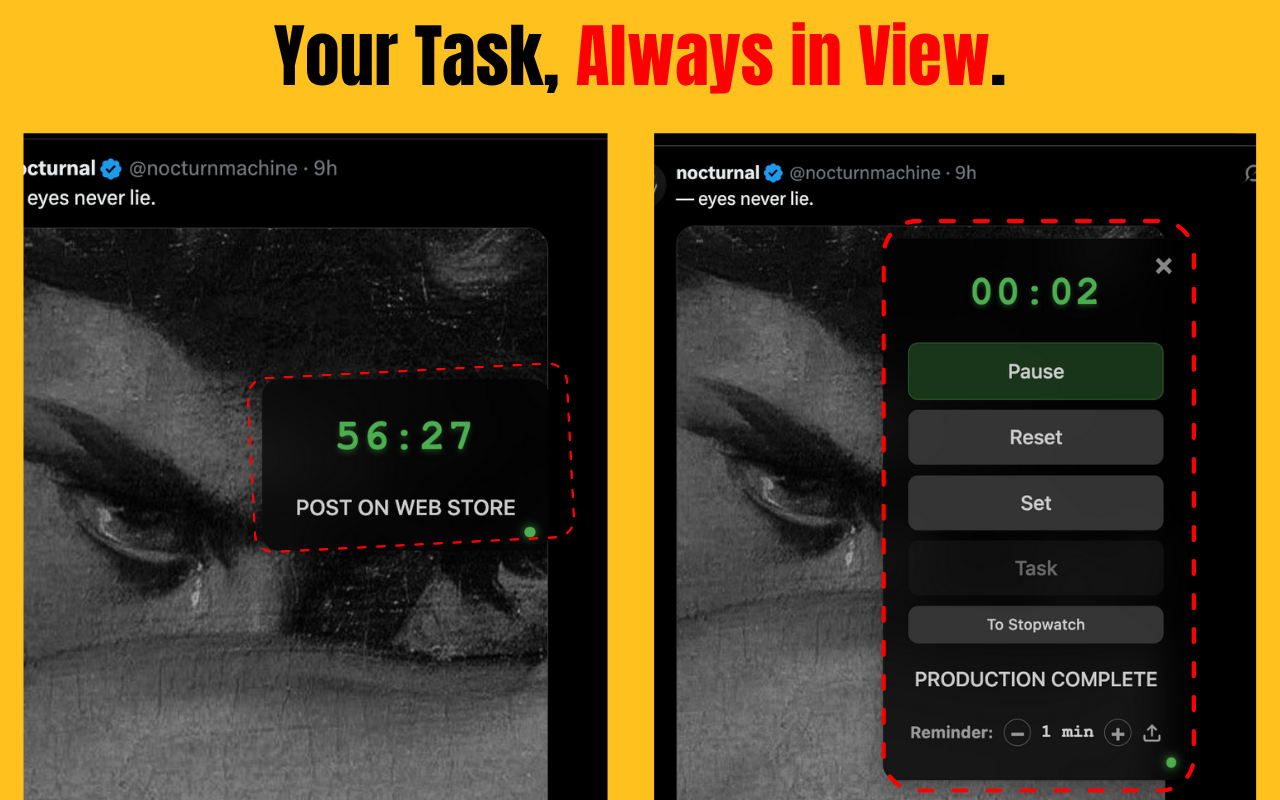 Your Task, Always in View.
octurnal @nocturnmachine · 9h
eyes never lie.
56:27
POST ON WEB STORE
nocturnal @nocturnmachine · 9h
— eyes never lie.
00:02
Pause
Reset
Set
Task
To Stopwatch
PRODUCTION COMPLETE
Reminder: − 1 min +